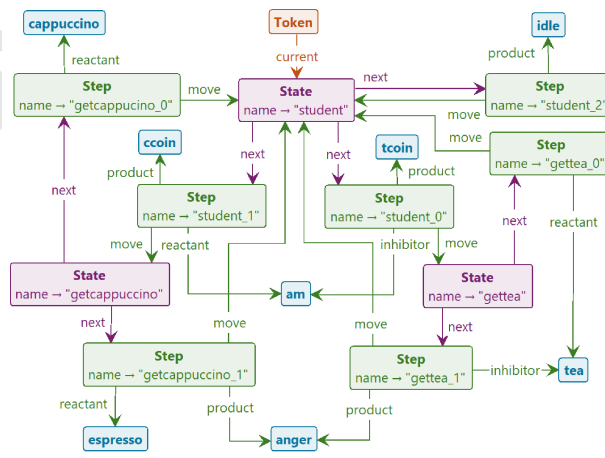 cappuccino
Token
idle
reactant
current
product
Step
name → "getcappucino_0"
move
State
name → "student"
next
Step
name → "student_2"
move
move
ccoin
tcoin
Step
name → "gettea_0"
next
product
next
next
product
Step
name → "student_1"
Step
name → "student_0"
next
reactant
move
reactant
inhibitor
move
State
name → "getcappuccino"
am
State
name → "gettea"
next
move
move
next
Step
name → "getcappuccino_1"
Step
name → "gettea_1"
inhibitor
tea
reactant
product
product
espresso
anger